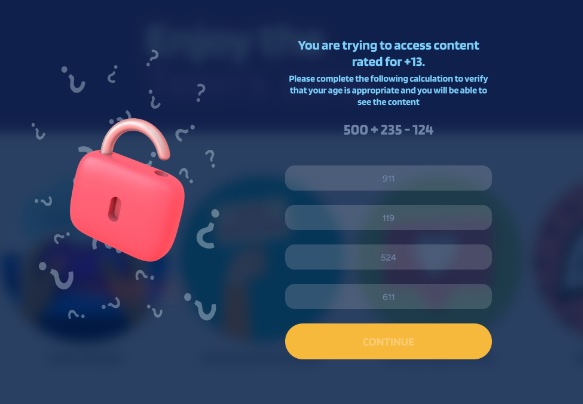 Enjoy the
You are trying to access content
rated for +13.
Please complete the following calculation to verify
that your age is appropriate and you will be able to
see the content
500 + 235 - 124
911
119
524
611
CONTINUE